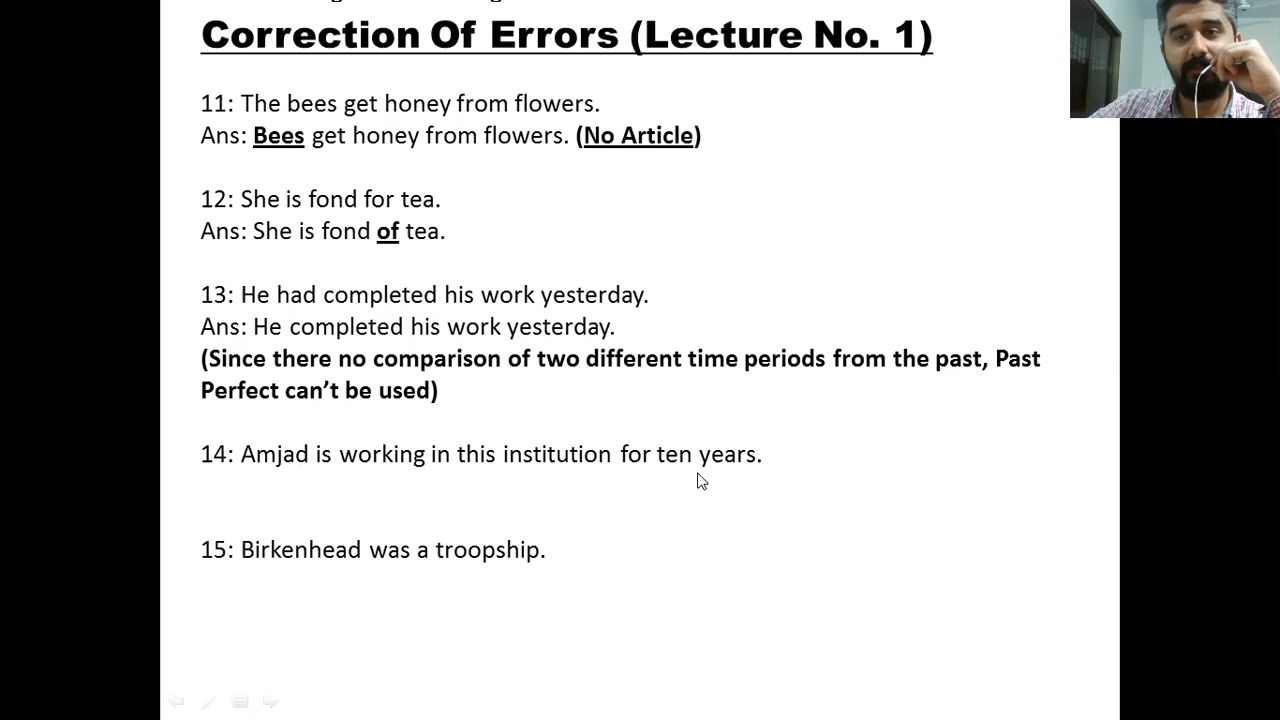 Correction Of Errors (Lecture No. 1)
11: The bees get honey from flowers.
Ans: Bees get honey from flowers. (No Article)
12: She is fond for tea.
Ans: She is fond of tea.
13: He had completed his work yesterday.
Ans: He completed his work yesterday.
(Since there no comparison of two different time periods from the past, Past
Perfect can’t be used)
14: Amjad is working in this institution for ten years.
15: Birkenhead was a troopship.